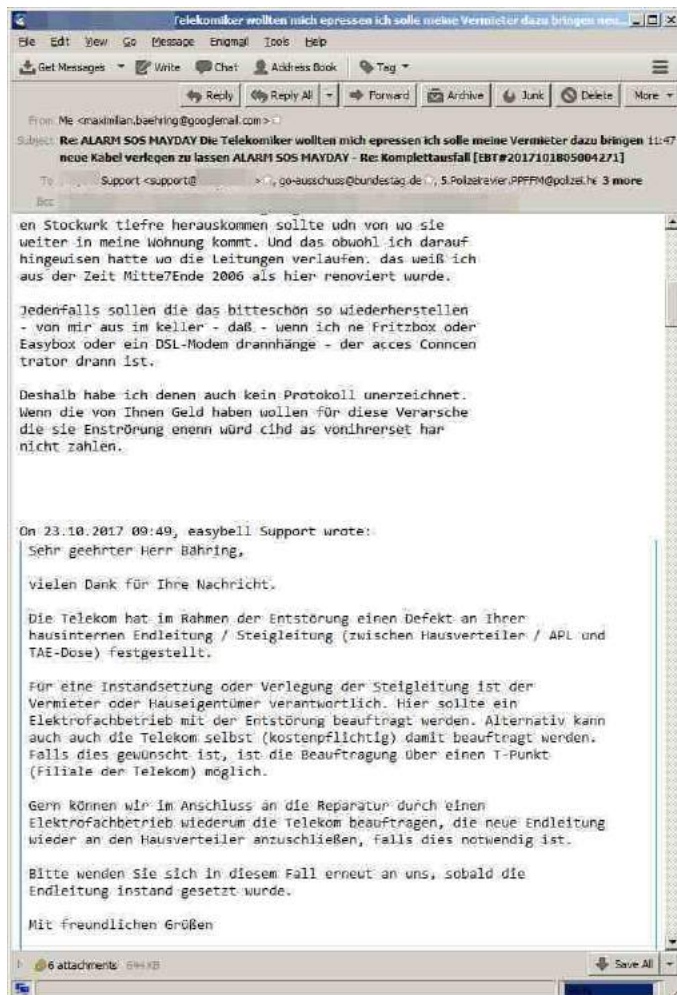 Telekomiker wollten mich epressen ich solle meine Vermieter dazu bringen neu...
File Edit View Go Message Enigmail Tools Help
Get Messages Write Chat Address Book Tag
Reply Reply All Forward Archive Junk Delete More
From Me <maximilian.baehring@googlemail.com>
Subject Re: ALARM SOS MAYDAY Die Telekomiker wollten mich epressen ich solle meine Vermieter dazu bringen 11:47
neue Kabel verlegen zu lassen ALARM SOS MAYDAY - Re: Komplettausfall [EBT#2017101805004271]
To Support <support@ >, go-ausschuss@bundestag.de, 5.Polizeirevier.PPFFM@polizei.he 3 more
Bcc
en Stockwrk tiefre herauskommen sollte udn von wo sie
weiter in meine Wohnung kommt. Und das obwohl ich darauf
hingewisen hatte wo die Leitungen verlaufen. das weiß ich
aus der Zeit Mitte7Ende 2006 als hier renoviert wurde.
Jedenfalls sollen die das bitteschön so wiederherstellen
- von mir aus im keller - daß - wenn ich ne Fritzbox oder
Easybox oder ein DSL-Modem drannhänge - der acces Conncen
trator drann ist.
Deshalb habe ich denen auch kein Protokoll unerzeichnet.
Wenn die von Ihnen Geld haben wollen für diese Verarsche
die sie Enströrung enenn würd cihd as vonihrerset har
nicht zahlen.
On 23.10.2017 09:49, easybell Support wrote:
Sehr geehrter Herr Bähring,
vielen Dank für Ihre Nachricht.
Die Telekom hat im Rahmen der Entstörung einen Defekt an Ihrer
hausinternen Endleitung / Steigleitung (zwischen Hausverteiler / APL und
TAE-Dose) festgestellt.
Für eine Instandsetzung oder Verlegung der Steigleitung ist der
Vermieter oder Hauseigentümer verantwortlich. Hier sollte ein
Elektrofachbetrieb mit der Entstörung beauftragt werden. Alternativ kann
auch auch die Telekom selbst (kostenpflichtig) damit beauftragt werden.
Falls dies gewünscht ist, ist die Beauftragung über einen T-Punkt
(Filiale der Telekom) möglich.
Gern können wir im Anschluss an die Reparatur durch einen
Elektrofachbetrieb wiederum die Telekom beauftragen, die neue Endleitung
wieder an den Hausverteiler anzuschließen, falls dies notwendig ist.
Bitte wenden Sie sich in diesem Fall erneut an uns, sobald die
Endleitung instand gesetzt wurde.
Mit freundlichen Grüßen
6 attachments 694 KB Save All